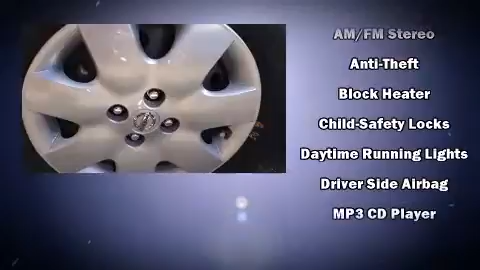 AM/FM Stereo
Anti-Theft
Block Heater
Child-Safety Locks
Daytime Running Lights
Driver Side Airbag
MP3 CD Player